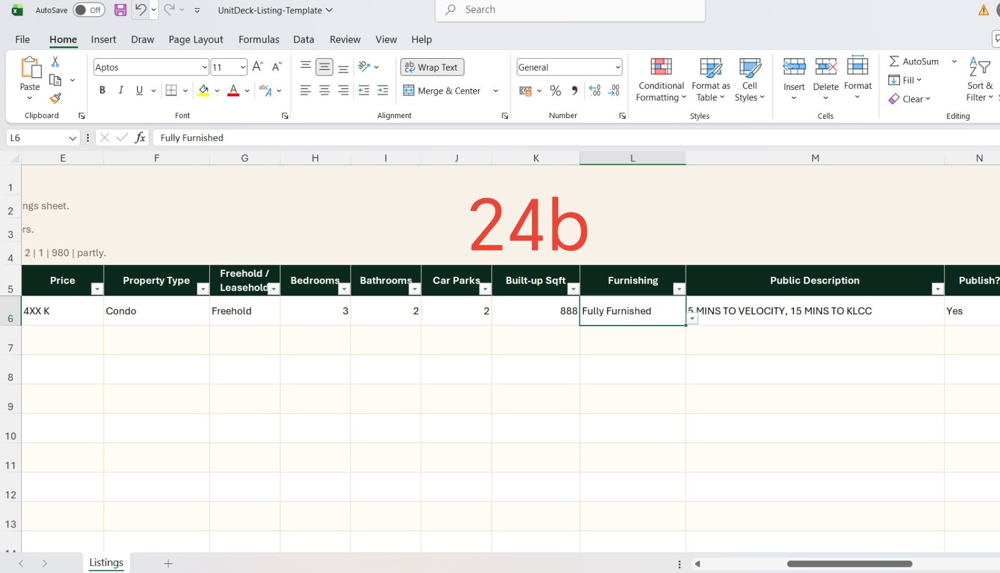 AutoSave Off UnitDeck-Listing-Template Search
File Home Insert Draw Page Layout Formulas Data Review View Help
Paste
Clipboard
Aptos 11
B I U
Font
Wrap Text
Merge & Center
Alignment
General
Number
Conditional Formatting
Format as Table
Cell Styles
Styles
Insert Delete Format
Cells
AutoSum
Fill
Clear
Sort & Filter
Editing
L6 fx Fully Furnished
E F G H I J K L M N
1
2 ngs sheet.
3 rs.
4 2 | 1 | 980 | partly.
24b
5 Price Property Type Freehold / Leasehold Bedrooms Bathrooms Car Parks Built-up Sqft Furnishing Public Description Publish?
6 4XX K Condo Freehold 3 2 2 888 Fully Furnished 5 MINS TO VELOCITY, 15 MINS TO KLCC Yes
7
8
9
10
11
12
13
Listings